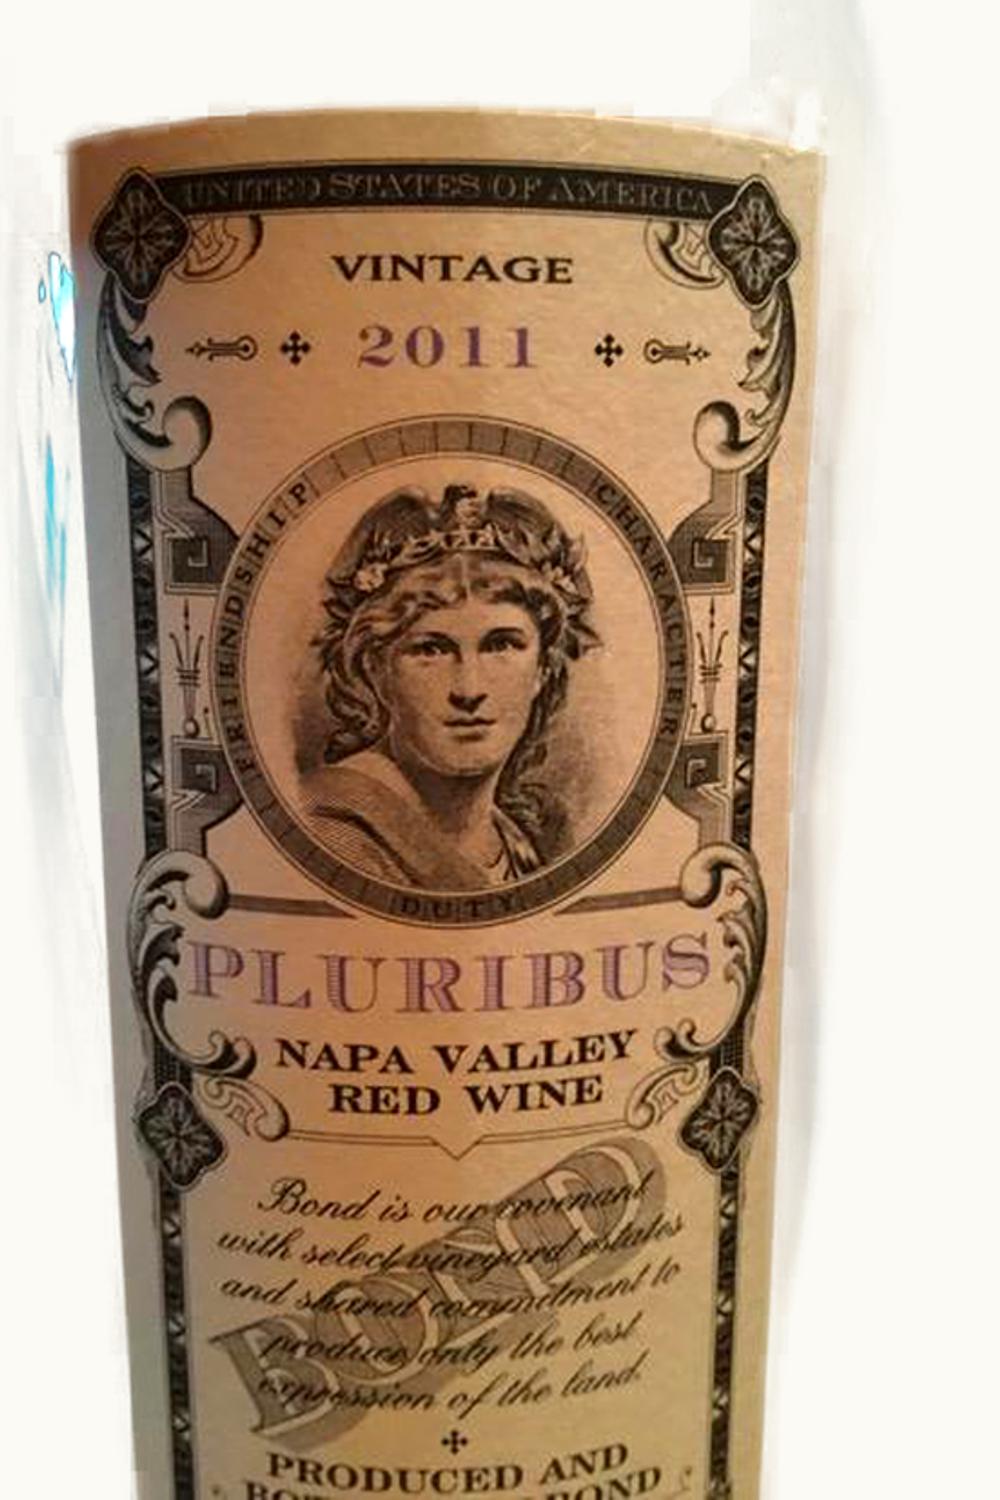 UNITED STATES OF AMERICA
VINTAGE
2011
FRIENDSHIP
CHARACTER
DUTY
PLURIBUS
NAPA VALLEY
RED WINE
BOND
Bond is our covenant
with select vineyard estates
and shared commitment to
produce only the best
expression of the land.
PRODUCED AND
BOND